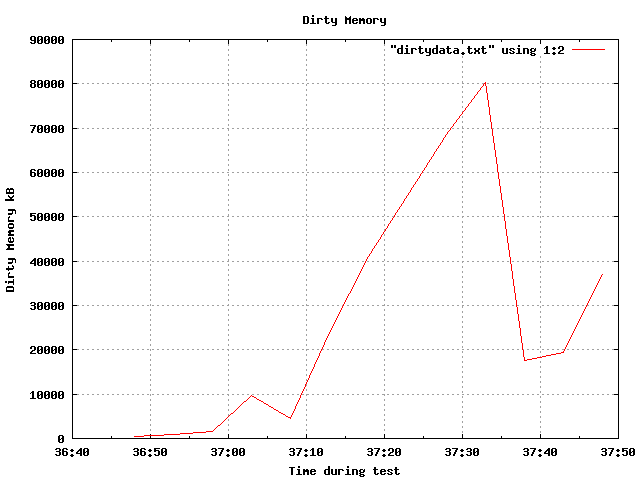 Dirty Memory
"dirtydata.txt" using 1:2
90000
80000
70000
60000
50000
40000
30000
20000
10000
0
Dirty Memory kB
36:40 36:50 37:00 37:10 37:20 37:30 37:40 37:50
Time during test